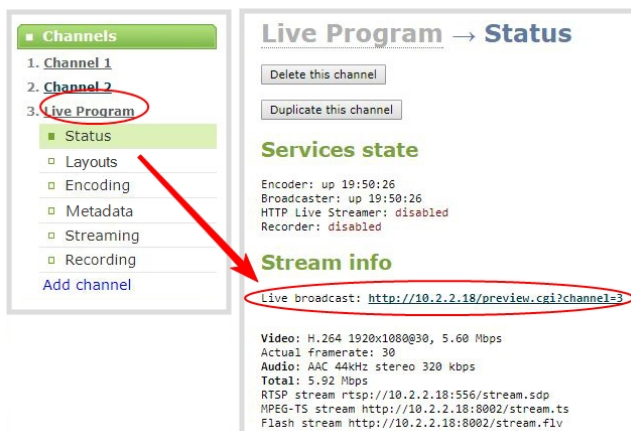 Channels
1. Channel 1
2. Channel 2
3. Live Program
Status
Layouts
Encoding
Metadata
Streaming
Recording
Add channel
Live Program → Status
Delete this channel
Duplicate this channel
Services state
Encoder: up 19:50:26
Broadcaster: up 19:50:26
HTTP Live Streamer: disabled
Recorder: disabled
Stream info
Live broadcast: http://10.2.2.18/preview.cgi?channel=3
Video: H.264 1920x1080@30, 5.60 Mbps
Actual framerate: 30
Audio: AAC 44kHz stereo 320 kbps
Total: 5.92 Mbps
RTSP stream rtsp://10.2.2.18:556/stream.sdp
MPEG-TS stream http://10.2.2.18:8002/stream.ts
Flash stream http://10.2.2.18:8002/stream.flv